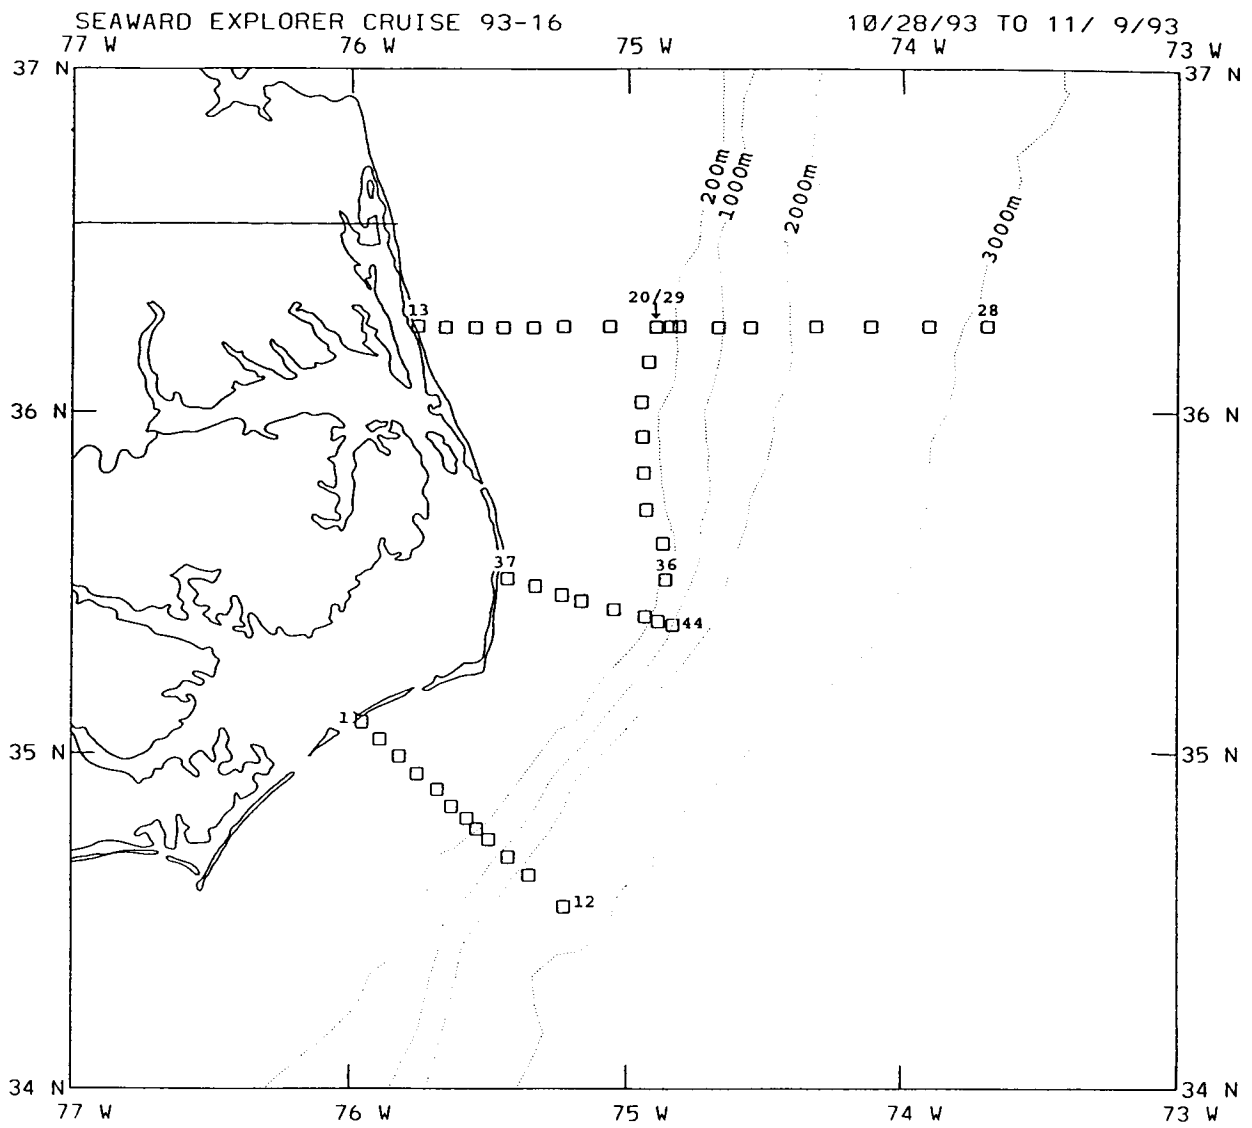 SEAWARD EXPLORER CRUISE 93-16 10/28/93 TO 11/ 9/93
77 W 76 W 75 W 74 W 73 W
37 N 37 N
200m
1000m
2000m
3000m
20/29
13 28
36 N 36 N
37 36
44
11
35 N 35 N
12
34 N 34 N
77 W 76 W 75 W 74 W 73 W